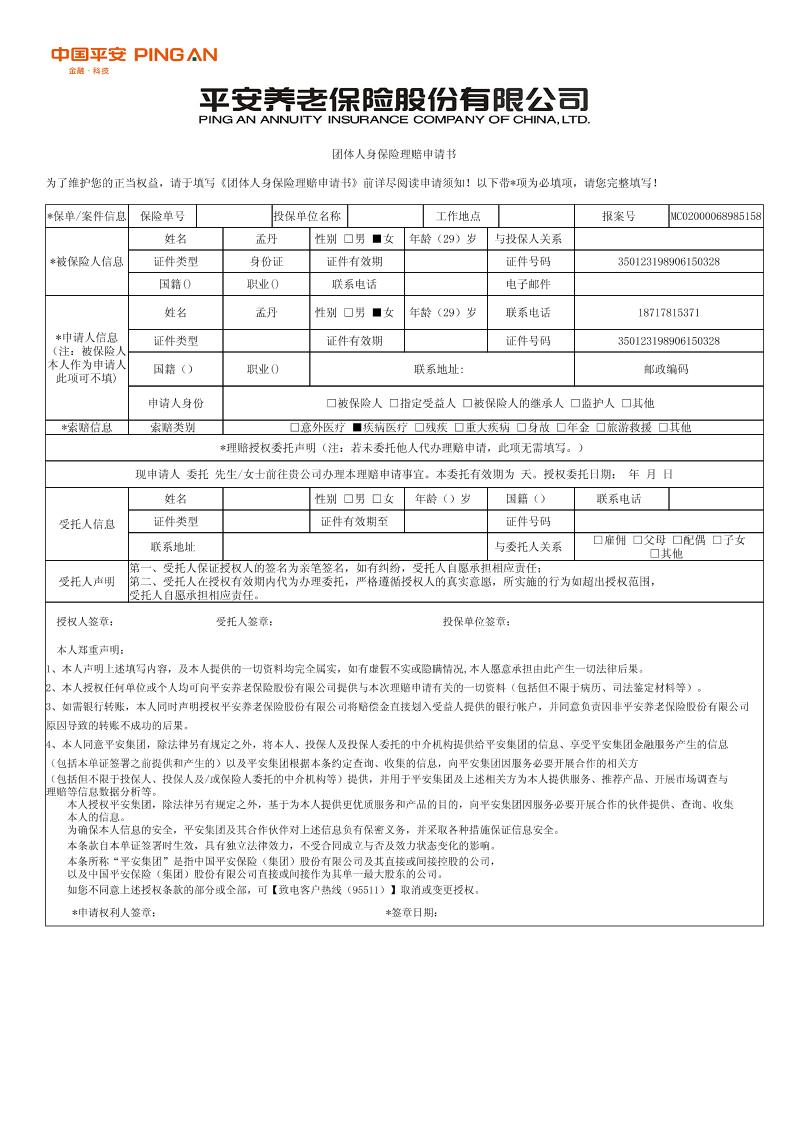 中国平安 PING AN
金融·科技
平安养老保险股份有限公司
PING AN ANNUITY INSURANCE COMPANY OF CHINA,LTD.
团体人身保险理赔申请书
为了维护您的正当权益，请于填写《团体人身保险理赔申请书》前详尽阅读申请须知！以下带*项为必填项，请您完整填写！
*保单/案件信息 保险单号 投保单位名称 工作地点 报案号 MC02000068985158
*被保险人信息
姓名 孟丹 性别 □男 ■女 年龄（29）岁 与投保人关系
证件类型 身份证 证件有效期 证件号码 350123198906150328
国籍() 职业() 联系电话 电子邮件
*申请人信息
（注：被保险人
本人作为申请人
此项可不填)
姓名 孟丹 性别 □男 ■女 年龄（29）岁 联系电话 18717815371
证件类型 证件有效期 证件号码 350123198906150328
国籍（） 职业() 联系地址: 邮政编码
申请人身份 □被保险人 □指定受益人 □被保险人的继承人 □监护人 □其他
*索赔信息 索赔类别 □意外医疗 ■疾病医疗 □残疾 □重大疾病 □身故 □年金 □旅游救援 □其他
*理赔授权委托声明（注：若未委托他人代办理赔申请，此项无需填写。）
现申请人 委托 先生/女士前往贵公司办理本理赔申请事宜。本委托有效期为 天。授权委托日期： 年 月 日
受托人信息
姓名 性别 □男 □女 年龄（）岁 国籍（） 联系电话
证件类型 证件有效期至 证件号码
联系地址 与委托人关系 □雇佣 □父母 □配偶 □子女
□其他
受托人声明
第一、受托人保证授权人的签名为亲笔签名，如有纠纷，受托人自愿承担相应责任；
第二、受托人在授权有效期内代为办理委托，严格遵循授权人的真实意愿，所实施的行为如超出授权范围，
受托人自愿承担相应责任。
授权人签章： 受托人签章： 投保单位签章：
本人郑重声明：
1、本人声明上述填写内容，及本人提供的一切资料均完全属实，如有虚假不实或隐瞒情况,本人愿意承担由此产生一切法律后果。
2、本人授权任何单位或个人均可向平安养老保险股份有限公司提供与本次理赔申请有关的一切资料（包括但不限于病历、司法鉴定材料等）。
3、如需银行转账，本人同时声明授权平安养老保险股份有限公司将赔偿金直接划入受益人提供的银行帐户，并同意负责因非平安养老保险股份有限公司
原因导致的转账不成功的后果。
4、本人同意平安集团，除法律另有规定之外，将本人、投保人及投保人委托的中介机构提供给平安集团的信息、享受平安集团金融服务产生的信息
（包括本单证签署之前提供和产生的）以及平安集团根据本条约定查询、收集的信息，向平安集团因服务必要开展合作的相关方
（包括但不限于投保人、投保人及/或保险人委托的中介机构等）提供，并用于平安集团及上述相关方为本人提供服务、推荐产品、开展市场调查与
理赔等信息数据分析等。
本人授权平安集团，除法律另有规定之外，基于为本人提供更优质服务和产品的目的，向平安集团因服务必要开展合作的伙伴提供、查询、收集
本人的信息。
为确保本人信息的安全，平安集团及其合作伙伴对上述信息负有保密义务，并采取各种措施保证信息安全。
本条款自本单证签署时生效，具有独立法律效力，不受合同成立与否及效力状态变化的影响。
本条所称“平安集团”是指中国平安保险（集团）股份有限公司及其直接或间接控股的公司，
以及中国平安保险（集团）股份有限公司直接或间接作为其单一最大股东的公司。
如您不同意上述授权条款的部分或全部，可【致电客户热线（95511）】取消或变更授权。
*申请权利人签章： *签章日期：